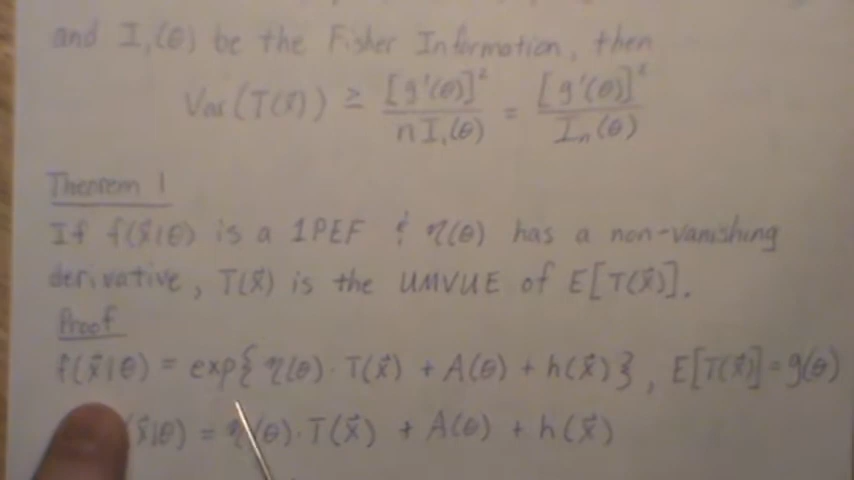 and I₁(θ) be the Fisher Information, then
Var(T(x⃗)) ≥ [g'(θ)]² / nI₁(θ) = [g'(θ)]² / Iₙ(θ)
Theorem 1
If f(x⃗|θ) is a 1PEF & η(θ) has a non-vanishing
derivative, T(x⃗) is the UMVUE of E[T(x⃗)].
Proof
f(x⃗|θ) = exp{ η(θ)·T(x⃗) + A(θ) + h(x⃗)}, E[T(x⃗)]=g(θ)
(x⃗|θ) = η(θ)·T(x⃗) + A(θ) + h(x⃗)